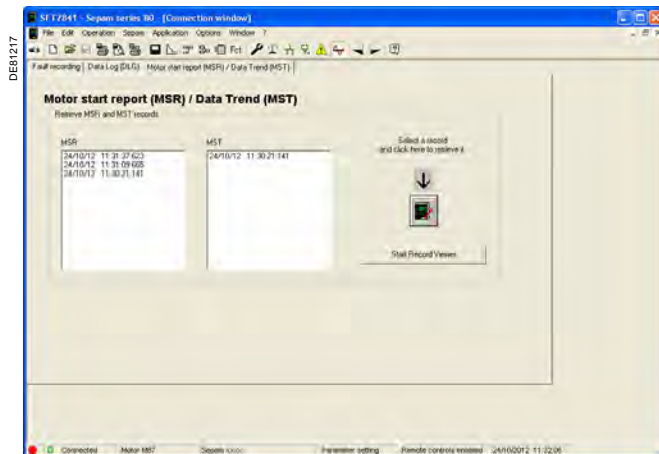 SFT2841 - Sepam series 80 - [Connection window]
File Edit Operation Sepam Application Options Window ?
Fault recording Data Log (DLG) Motor start report (MSR) / Data Trend (MST)
Motor start report (MSR) / Data Trend (MST)
Retrieve MSR and MST records
MSR
24/10/12 11:31:37:623
24/10/12 11:31:09:665
24/10/12 11:30:21:141
MST
24/10/12 11:30:21:141
Select a record
and click here to retrieve it
Start Record Viewer
Connected Motor M87 Sepam xxxx Parameter setting Remote controls enabled 24/10/2012 11:32:06
DE81217